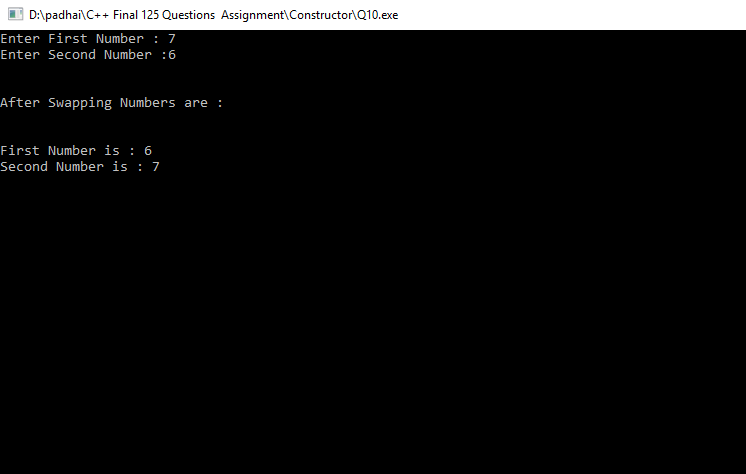 D:\padhai\C++ Final 125 Questions  Assignment\Constructor\Q10.exe
Enter First Number : 7
Enter Second Number :6
After Swapping Numbers are :
First Number is : 6
Second Number is : 7